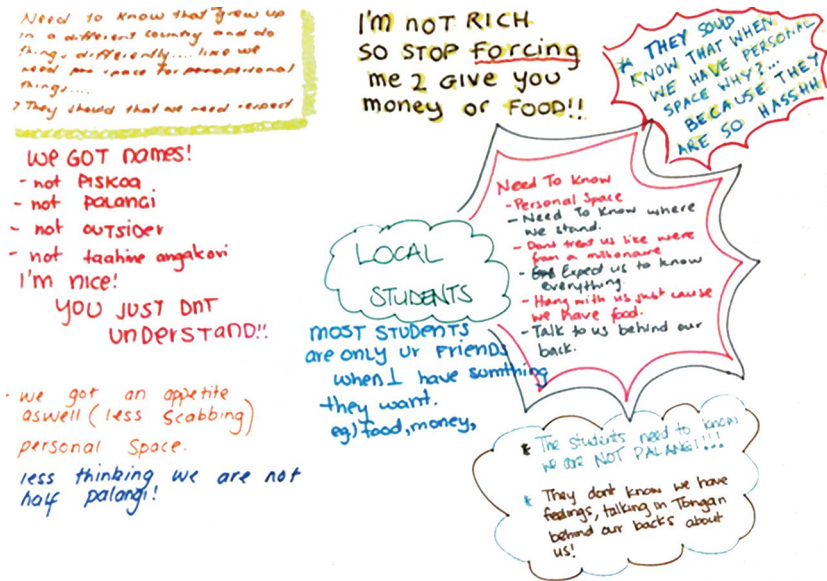 Need to know that grew up
in a different country and do
things differently.... like we
need space for personal
things....
> They should that we need respect
I'm not RICH
SO STOP Forcing
me 2 GIVE you
money or FOOD!!
* THEY SOUD
KNOW THAT WHEN
WE HAVE PERSONAL
SPACE WHY?...
BECAUSE THEY
ARE SO HASSHH
we GOT names!
- not PISKOA
- not PALANGI
- not OUTSIDER
- not taahine angakovi
I'm nice!
YOU JUST DNT
UNDERSTAND!!
- we got an appetite
aswell (less scabbing)
personal space.
less thinking we are not
half palangi!
LOCAL
STUDENTS
MOST STUDENTS
are only ur Friends
when I have sumthing
they want.
eg) food, money,
Need To Know
- Personal Space
- Need To Know where
we stand.
- Dont treat us like were
from a millionaire
- Expect us to know
everything.
- Hang with us just cause
we have food.
- Talk to us behind our
back.
* The students need to know
we are NOT PALANGI!!!
* They dont know we have
feelings, talking in Tongan
behind our backs about
us!